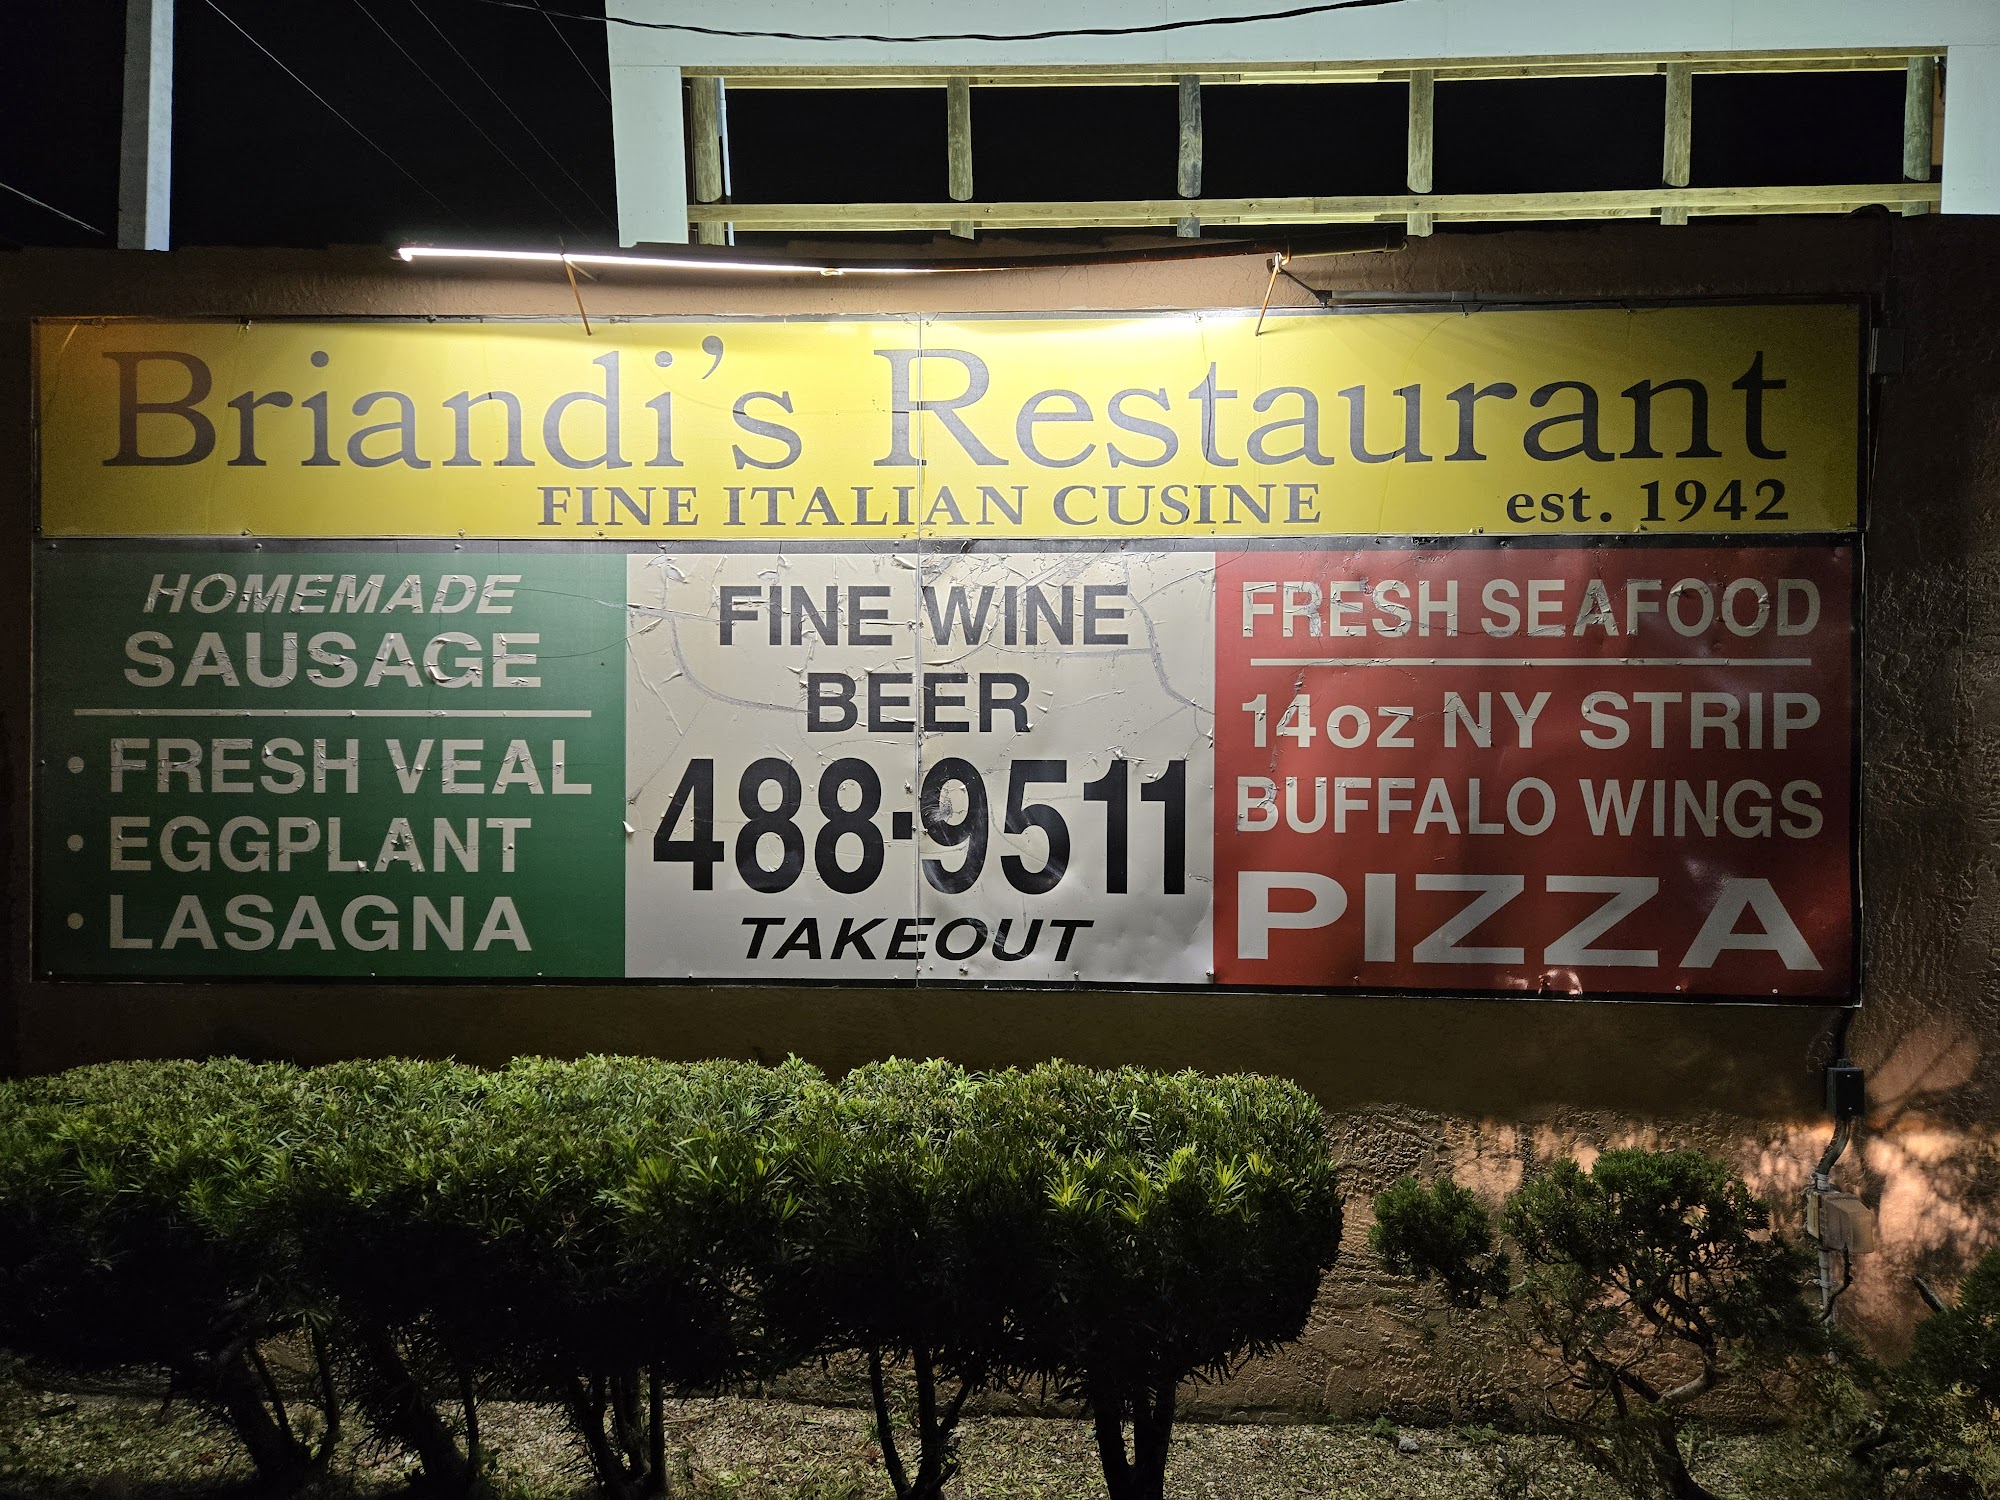 Briandi's Restaurant
FINE ITALIAN CUSINE
est. 1942
HOMEMADE
SAUSAGE
• FRESH VEAL
• EGGPLANT
• LASAGNA
FINE WINE
BEER
488-9511
TAKEOUT
FRESH SEAFOOD
14oz NY STRIP
BUFFALO WINGS
PIZZA